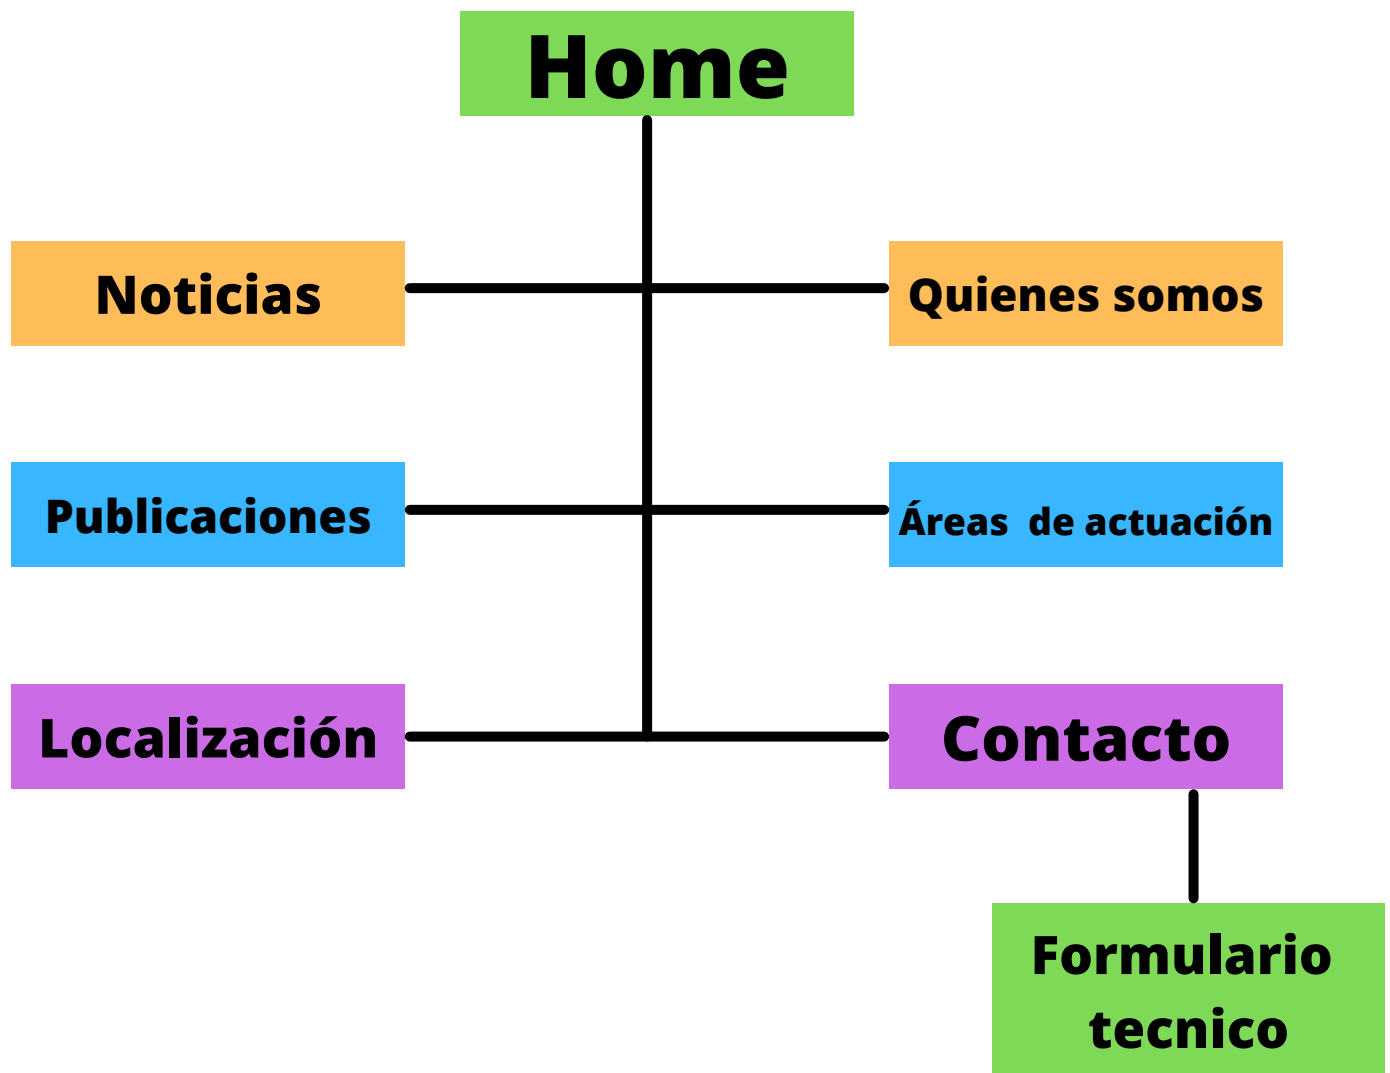 Home
Noticias
Quienes somos
Publicaciones
Áreas de actuación
Localización
Contacto
Formulario
tecnico